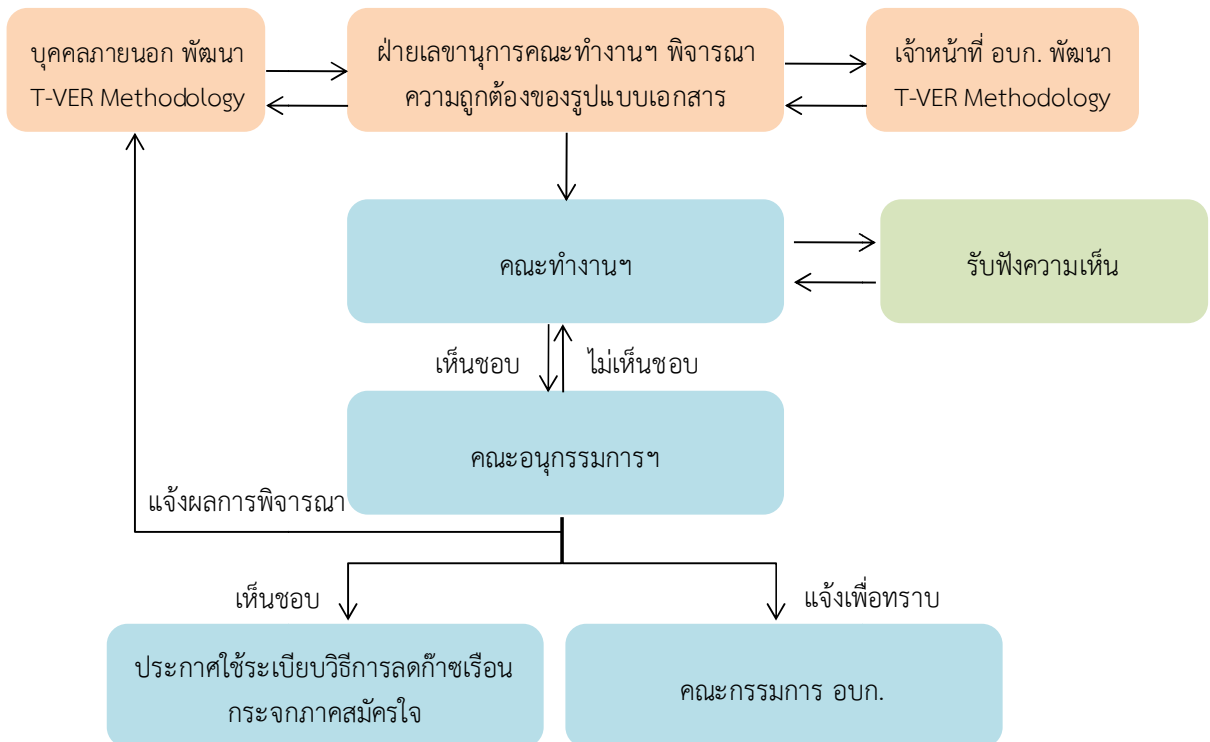 บุคคลภายนอก พัฒนา
T-VER Methodology
ฝ่ายเลขานุการคณะทำงานฯ พิจารณา
ความถูกต้องของรูปแบบเอกสาร
เจ้าหน้าที่ อบก. พัฒนา
T-VER Methodology
คณะทำงานฯ
รับฟังความเห็น
เห็นชอบ
ไม่เห็นชอบ
คณะอนุกรรมการฯ
แจ้งผลการพิจารณา
เห็นชอบ
แจ้งเพื่อทราบ
ประกาศใช้ระเบียบวิธีการลดก๊าซเรือน
กระจกภาคสมัครใจ
คณะกรรมการ อบก.